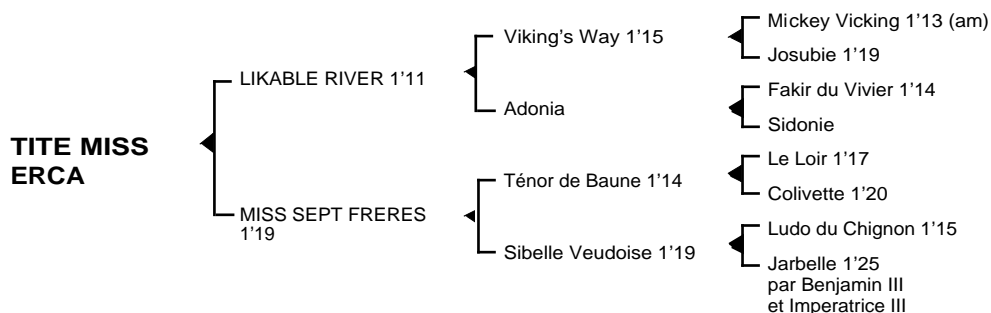 TITE MISS
ERCA
LIKABLE RIVER 1’11
MISS SEPT FRERES
1’19
Viking’s Way 1’15
Adonia
Ténor de Baune 1’14
Sibelle Veudoise 1’19
Mickey Vicking 1’13 (am)
Josubie 1’19
Fakir du Vivier 1’14
Sidonie
Le Loir 1’17
Colivette 1’20
Ludo du Chignon 1’15
Jarbelle 1’25
par Benjamin III
et Imperatrice III